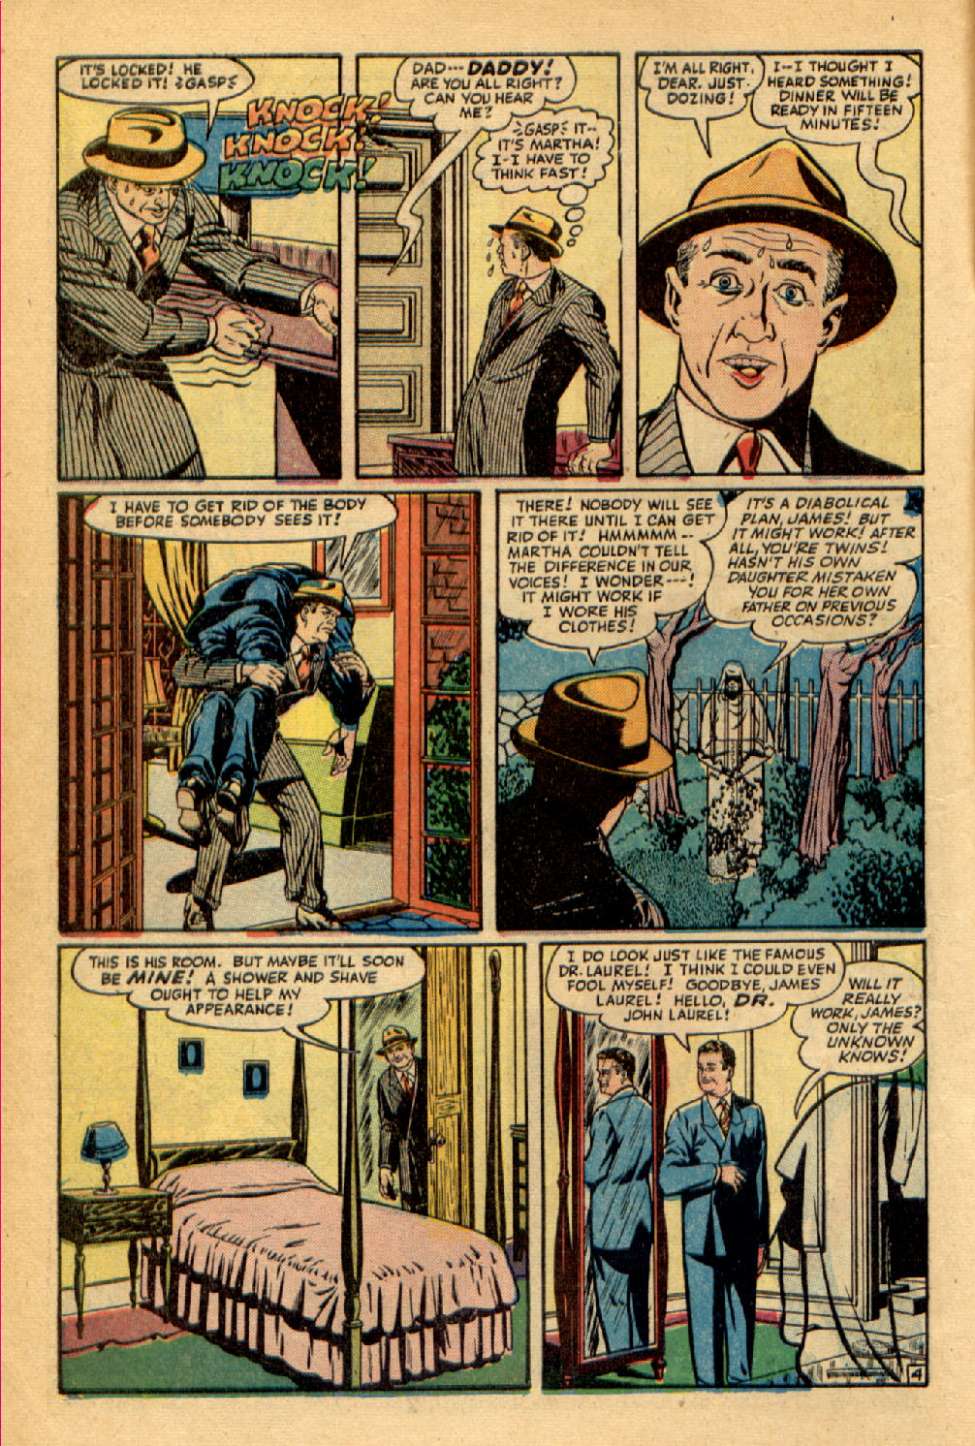 IT'S LOCKED! HE
LOCKED IT! GASP
KNOCK!
KNOCK!
KNOCK!
DAD--- DADDY!
ARE YOU ALL RIGHT?
CAN YOU HEAR
ME?
GASP IT--
IT'S MARTHA!
I-I HAVE TO
THINK FAST!
I'M ALL RIGHT,
DEAR. JUST-
DOZING!
I--I THOUGHT I
HEARD SOMETHING!
DINNER WILL BE
READY IN FIFTEEN
MINUTES!
I HAVE TO GET RID OF THE BODY
BEFORE SOMEBODY SEES IT!
THERE! NOBODY WILL SEE
IT THERE UNTIL I CAN GET
RID OF IT! HMMMMM--
MARTHA COULDN'T TELL
THE DIFFERENCE IN OUR
VOICES! I WONDER---!
IT MIGHT WORK IF
I WORE HIS
CLOTHES!
IT'S A DIABOLICAL
PLAN, JAMES! BUT
IT MIGHT WORK! AFTER
ALL, YOU'RE TWINS!
HASN'T HIS OWN
DAUGHTER MISTAKEN
YOU FOR HER OWN
FATHER ON PREVIOUS
OCCASIONS?
THIS IS HIS ROOM. BUT MAYBE IT'LL SOON
BE MINE! A SHOWER AND SHAVE
OUGHT TO HELP MY
APPEARANCE!
I DO LOOK JUST LIKE THE FAMOUS
DR. LAUREL! I THINK I COULD EVEN
FOOL MYSELF! GOODBYE, JAMES
LAUREL! HELLO, DR.
JOHN LAUREL!
WILL IT
REALLY
WORK, JAMES?
ONLY THE
UNKNOWN
KNOWS!
4